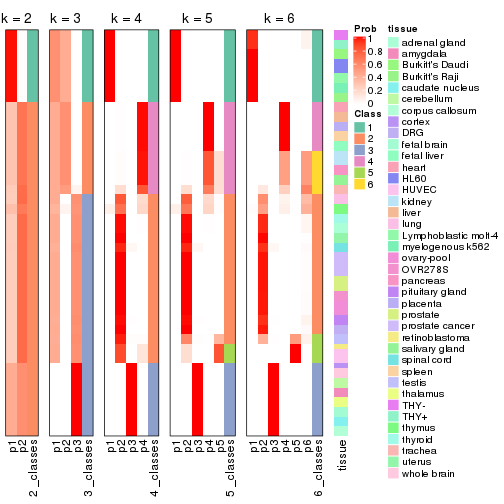 k = 2
k = 3
k = 4
k = 5
k = 6
Prob
1
0.8
0.6
0.4
0.2
0
Class
1
2
3
4
5
6
tissue
adrenal gland
amygdala
Bukitt's Daudi
Bukitt's Raji
caudate nucleus
cerebellum
corpus callosum
cortex
DRG
fetal brain
fetal liver
heart
HL60
HUVEC
kidney
liver
lung
Lymphoblastic molt-4
myelogenous k562
ovary-pool
OVR278S
pancreas
pituitary gland
placenta
prostate
prostate cancer
retinoblastoma
salivary gland
spinal cord
spleen
testis
thalamus
THY-
THY+
thymus
thyroid
trachea
uterus
whole brain
p1
p2
2_classes
p1
p2
p3
3_classes
p1
p2
p3
p4
4_classes
p1
p2
p3
p4
p5
5_classes
p1
p2
p3
p4
p5
p6
6_classes
tissue